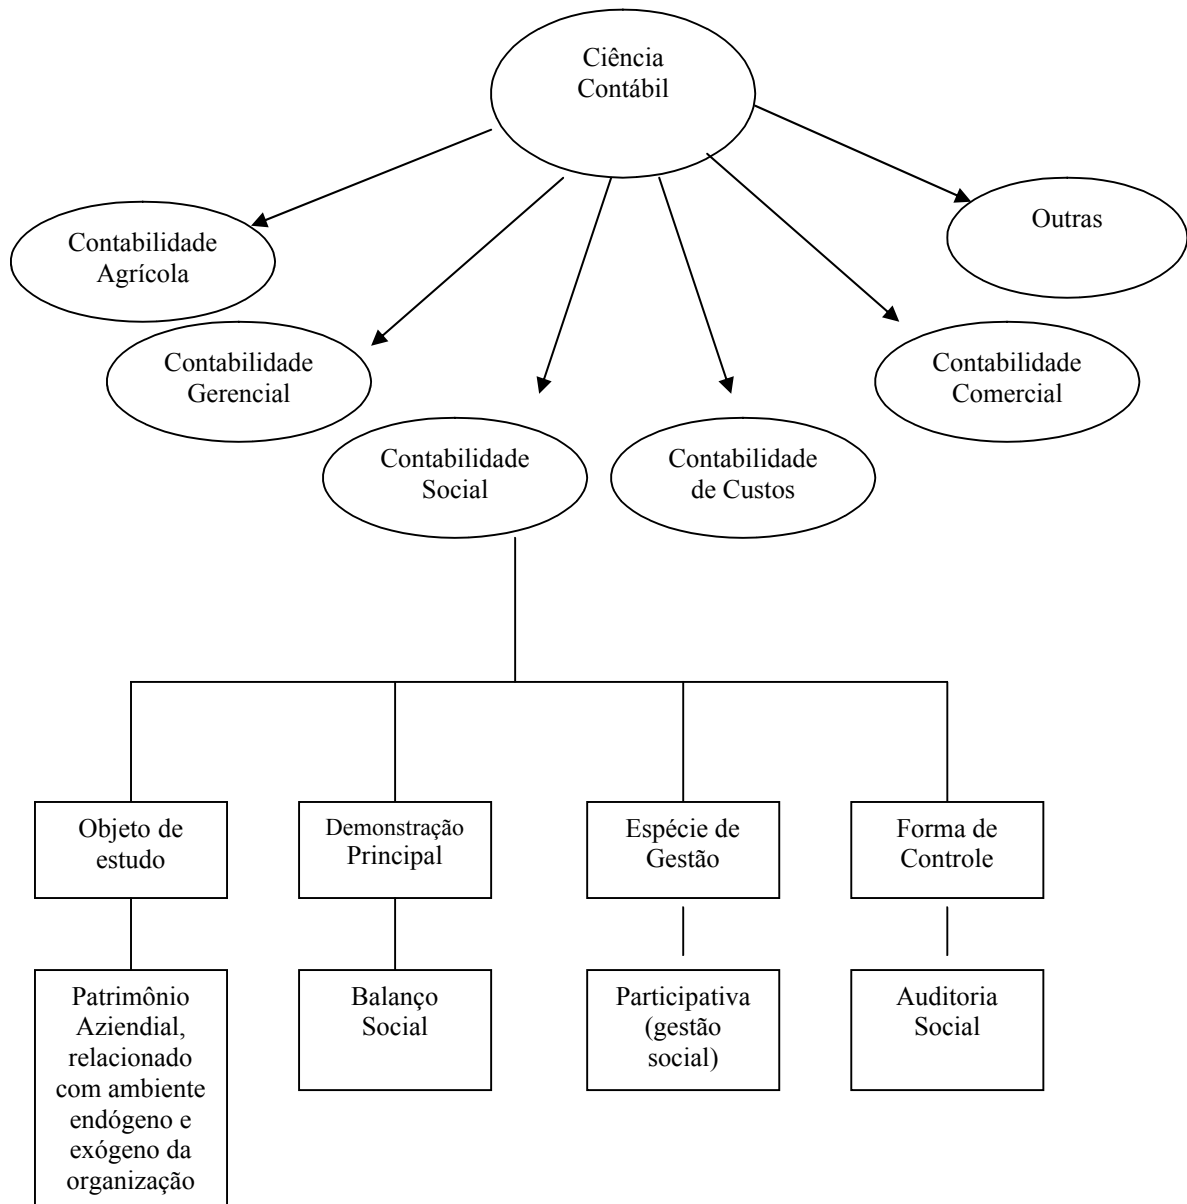 Ciência
Contábil
Outras
Contabilidade
Agrícola
Contabilidade
Gerencial
Contabilidade
Comercial
Contabilidade
Social
Contabilidade
de Custos
Objeto de
estudo
Demonstração
Principal
Espécie de
Gestão
Forma de
Controle
Patrimônio
Aziendial,
relacionado
com ambiente
endógeno e
exógeno da
organização
Balanço
Social
Participativa
(gestão
social)
Auditoria
Social